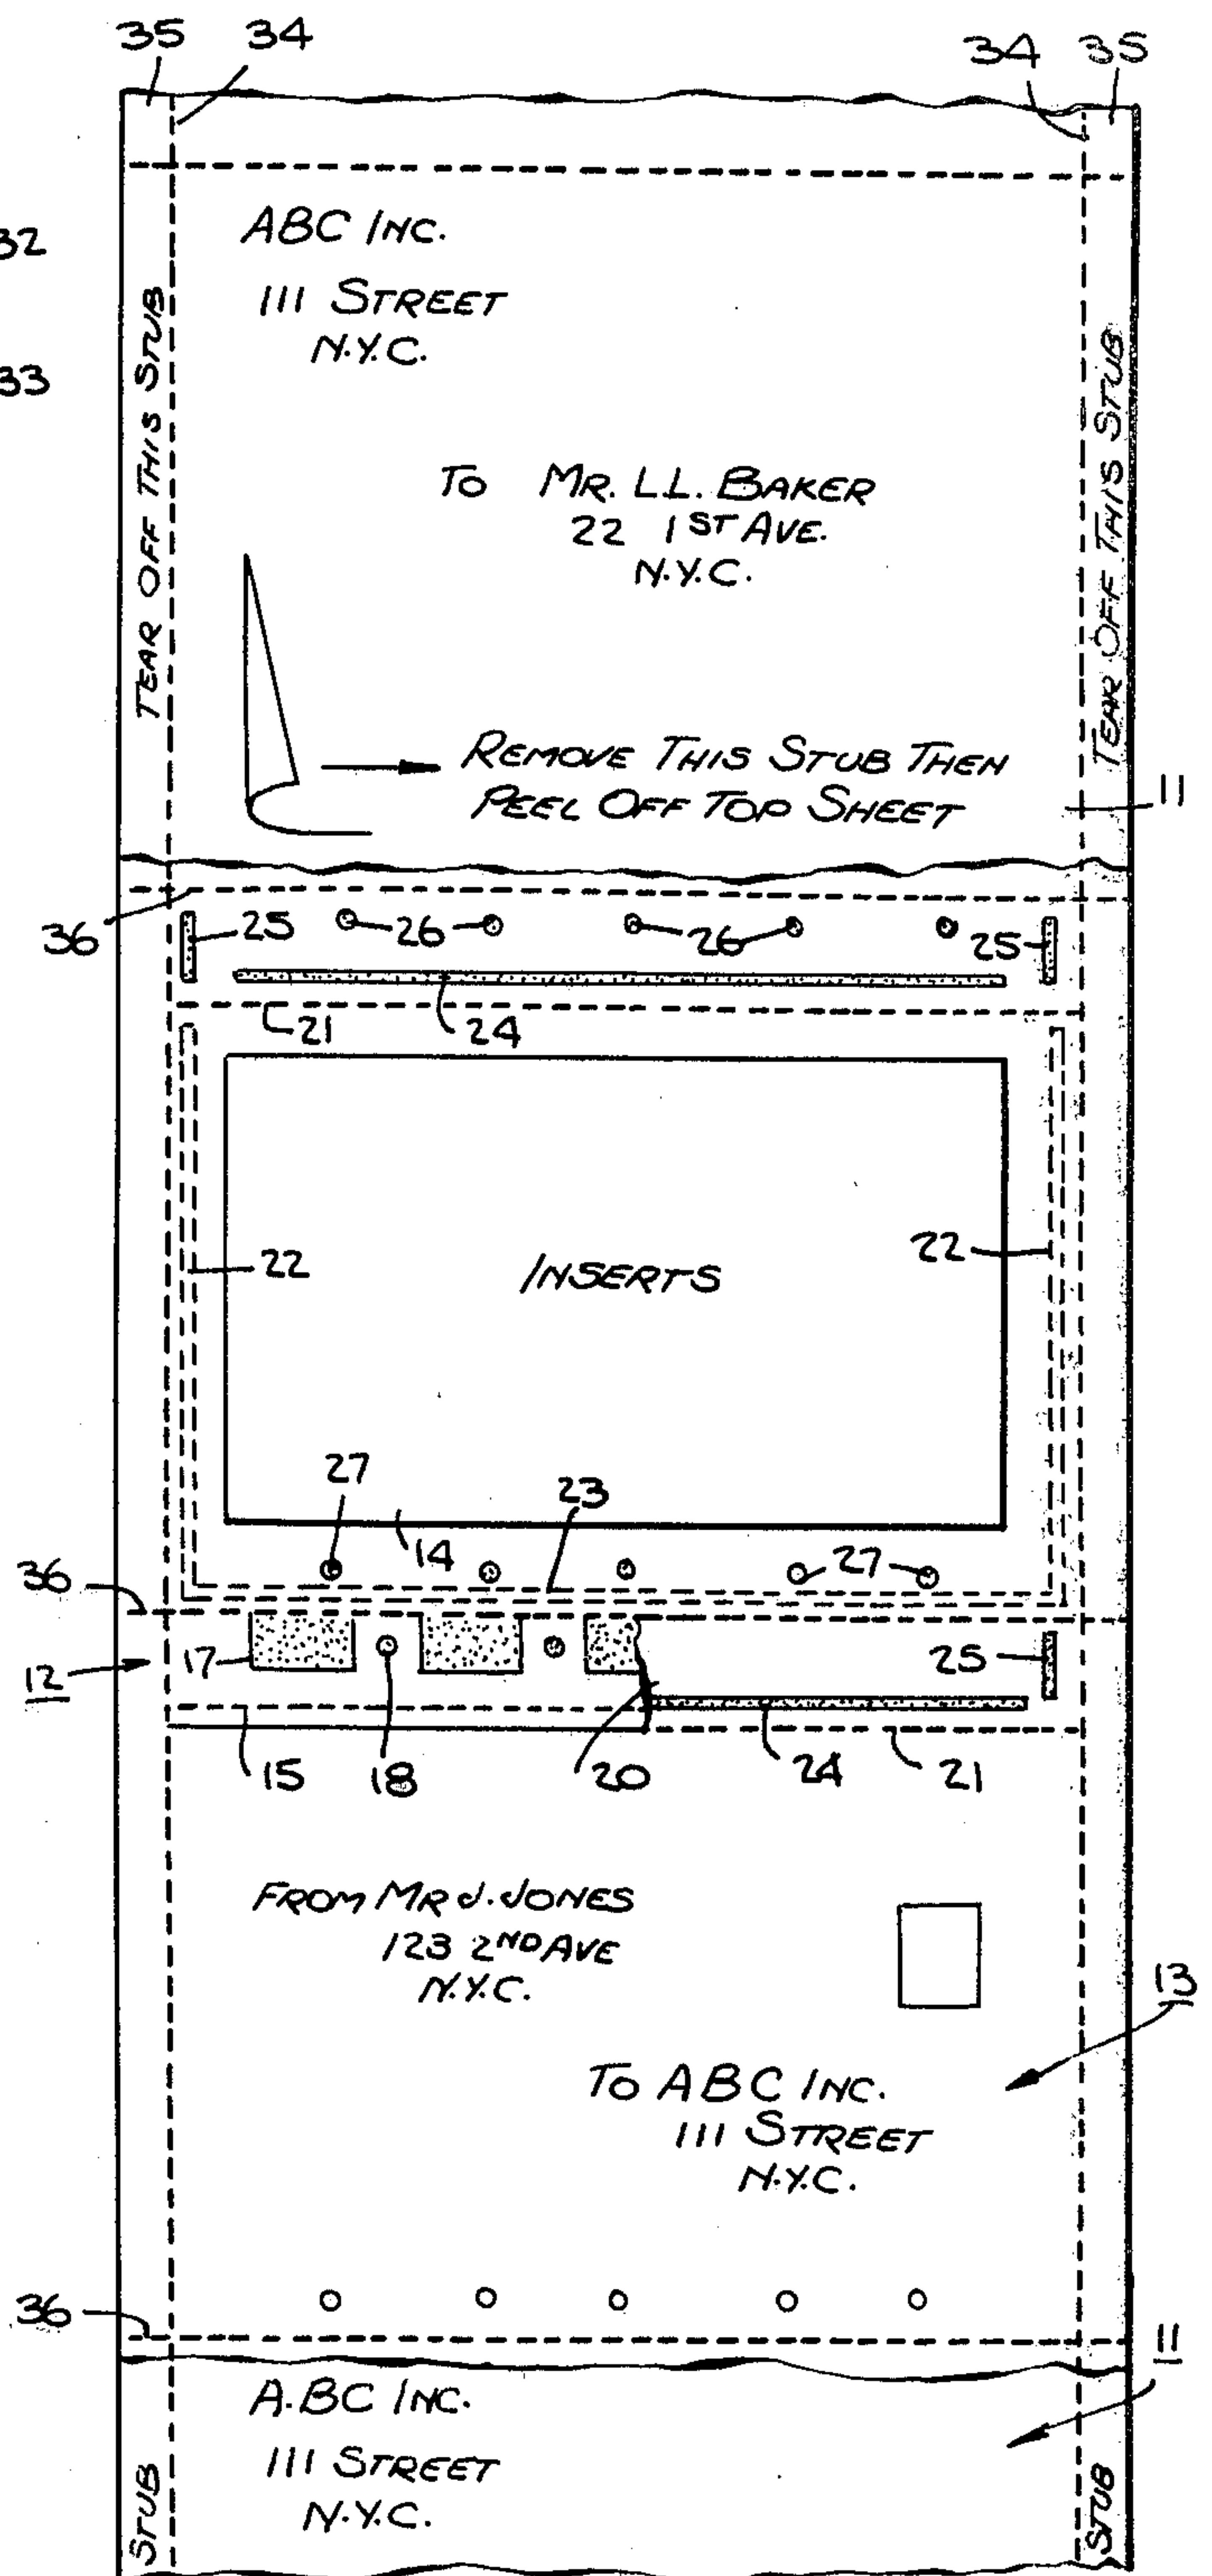 35 34 34 35
32
ABC INC.
111 STREET
N.Y.C.
33
TEAR OFF THIS STUB
TEAR OFF THIS STUB
TO MR. L.L. BAKER
22 1ST AVE.
N.Y.C.
REMOVE THIS STUB THEN
PEEL OFF TOP SHEET
11
36 25 26 26 25
21 24
22 INSERTS 22
27 23
14 27
36
12 17 25
15 18 20 24 21
FROM MR J. JONES
123 2ND AVE
N.Y.C.
13
TO ABC INC.
111 STREET
N.Y.C.
36
11
A.BC INC.
111 STREET
N.Y.C.
STUB
STUB